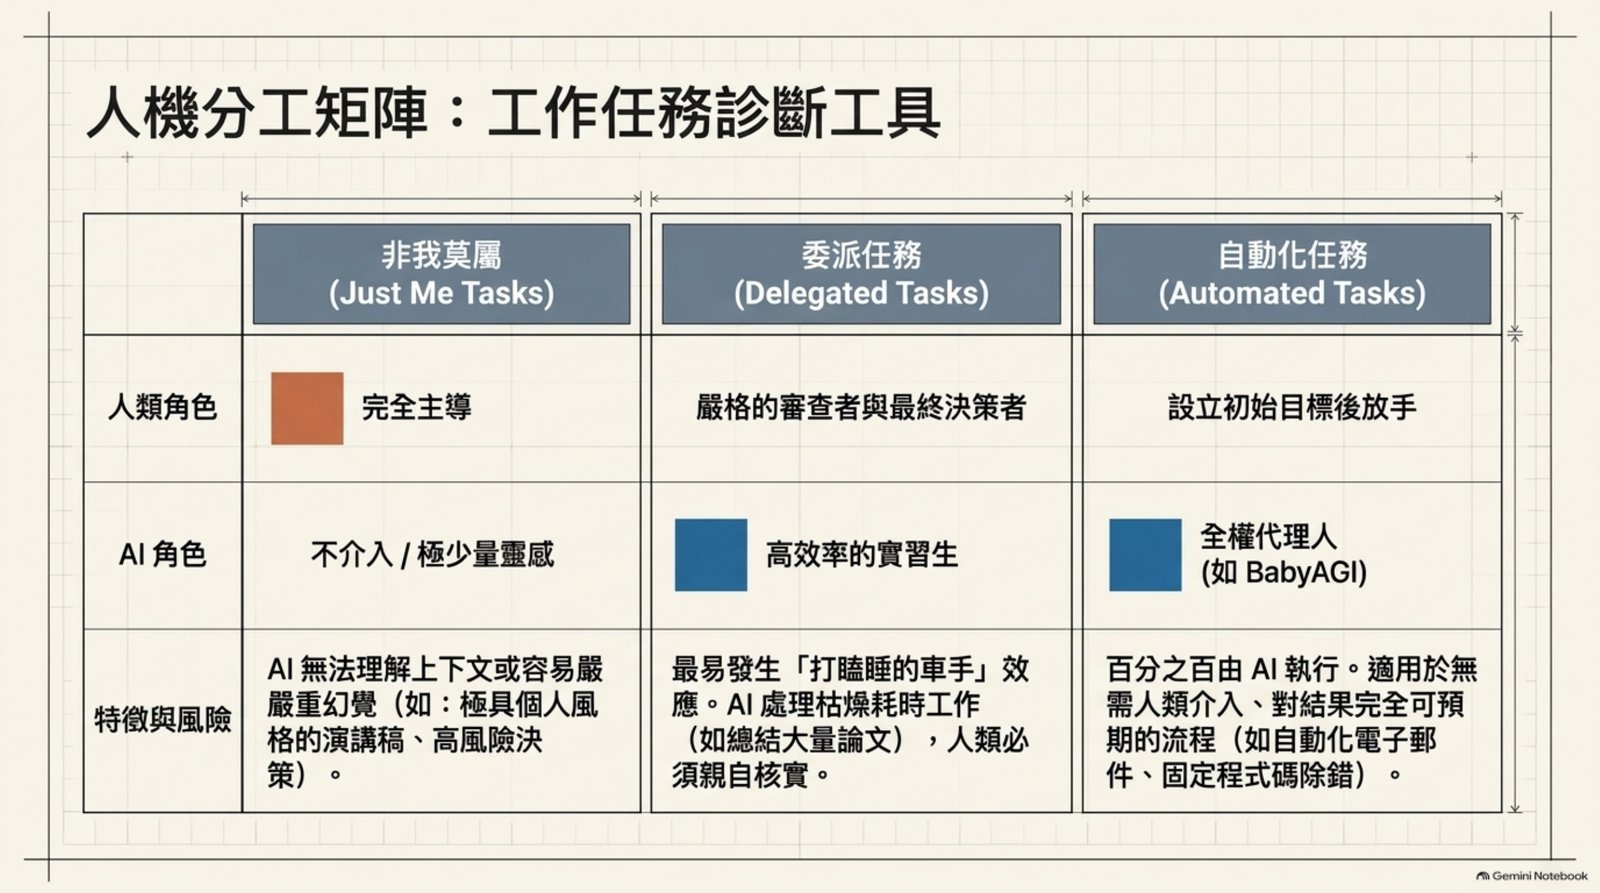 人機分工矩陣：工作任務診斷工具
非我莫屬
(Just Me Tasks)
委派任務
(Delegated Tasks)
自動化任務
(Automated Tasks)
人類角色
完全主導
嚴格的審查者與最終決策者
設立初始目標後放手
AI 角色
不介入 / 極少量靈感
高效率的實習生
全權代理人
(如 BabyAGI)
特徵與風險
AI 無法理解上下文或容易嚴
嚴重幻覺（如：極具個人風
格的演講稿、高風險決
策）。
最易發生「打瞌睡的車手」效
應。AI 處理枯燥耗時工作
（如總結大量論文），人類必
須親自核實。
百分之百由 AI 執行。適用於無
需人類介入、對結果完全可預
期的流程（如自動化電子郵
件、固定程式碼除錯）。
Gemini Notebook